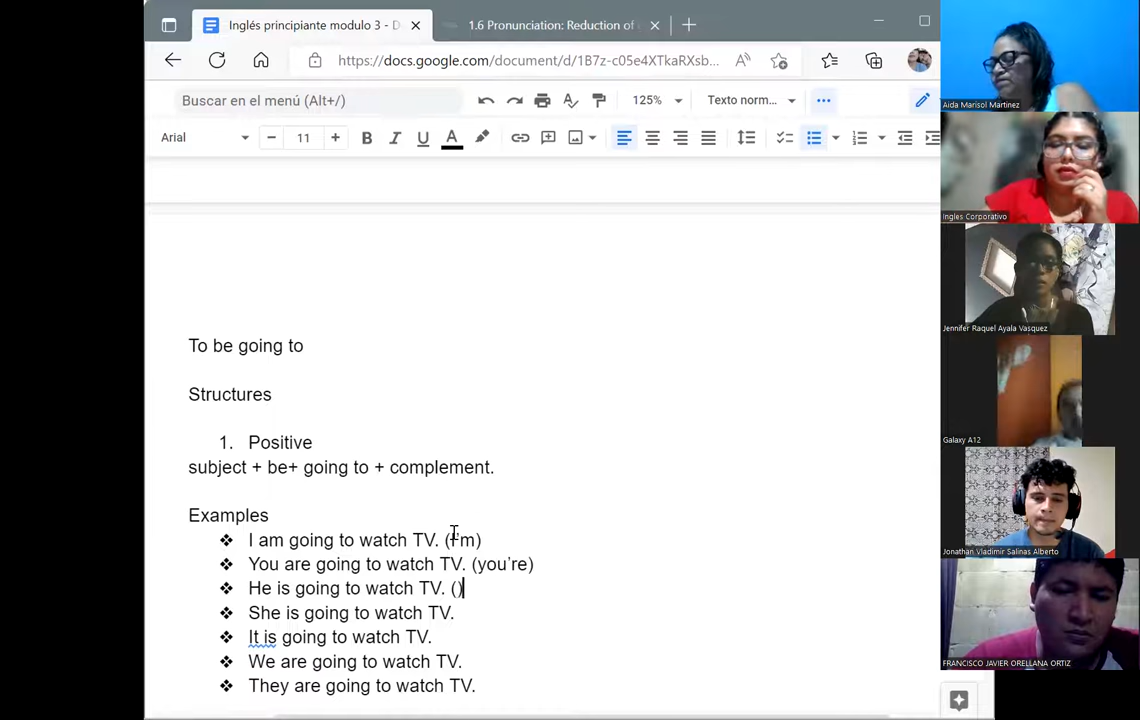 Inglés principiante modulo 3 - D
1.6 Pronunciation: Reduction of
https://docs.google.com/document/d/1B7z-c05e4XTkaRXsb...
Buscar en el menú (Alt+/)
125%
Texto norm...
Arial
11
To be going to
Structures
1. Positive
subject + be+ going to + complement.
Examples
❖ I am going to watch TV. (I'm)
❖ You are going to watch TV. (you're)
❖ He is going to watch TV. ()
❖ She is going to watch TV.
❖ It is going to watch TV.
❖ We are going to watch TV.
❖ They are going to watch TV.
Aida Marisol Martinez
Ingles Corporativo
Jennifer Raquel Ayala Vasquez
Galaxy A12
Jonathan Vladimir Salinas Alberto
FRANCISCO JAVIER ORELLANA ORTIZ